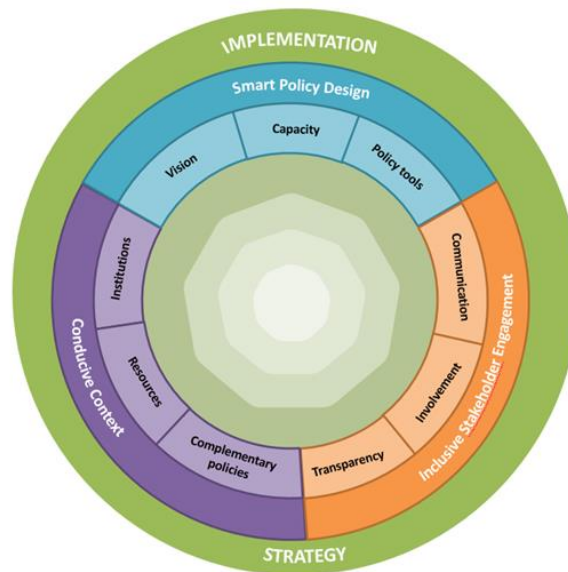 IMPLEMENTATION
Smart Policy Design
Vision
Capacity
Policy tools
Communication
Involvement
Transparency
Inclusive Stakeholder Engagement
Institutions
Resources
Complementary
policies
Conducive Context
STRATEGY